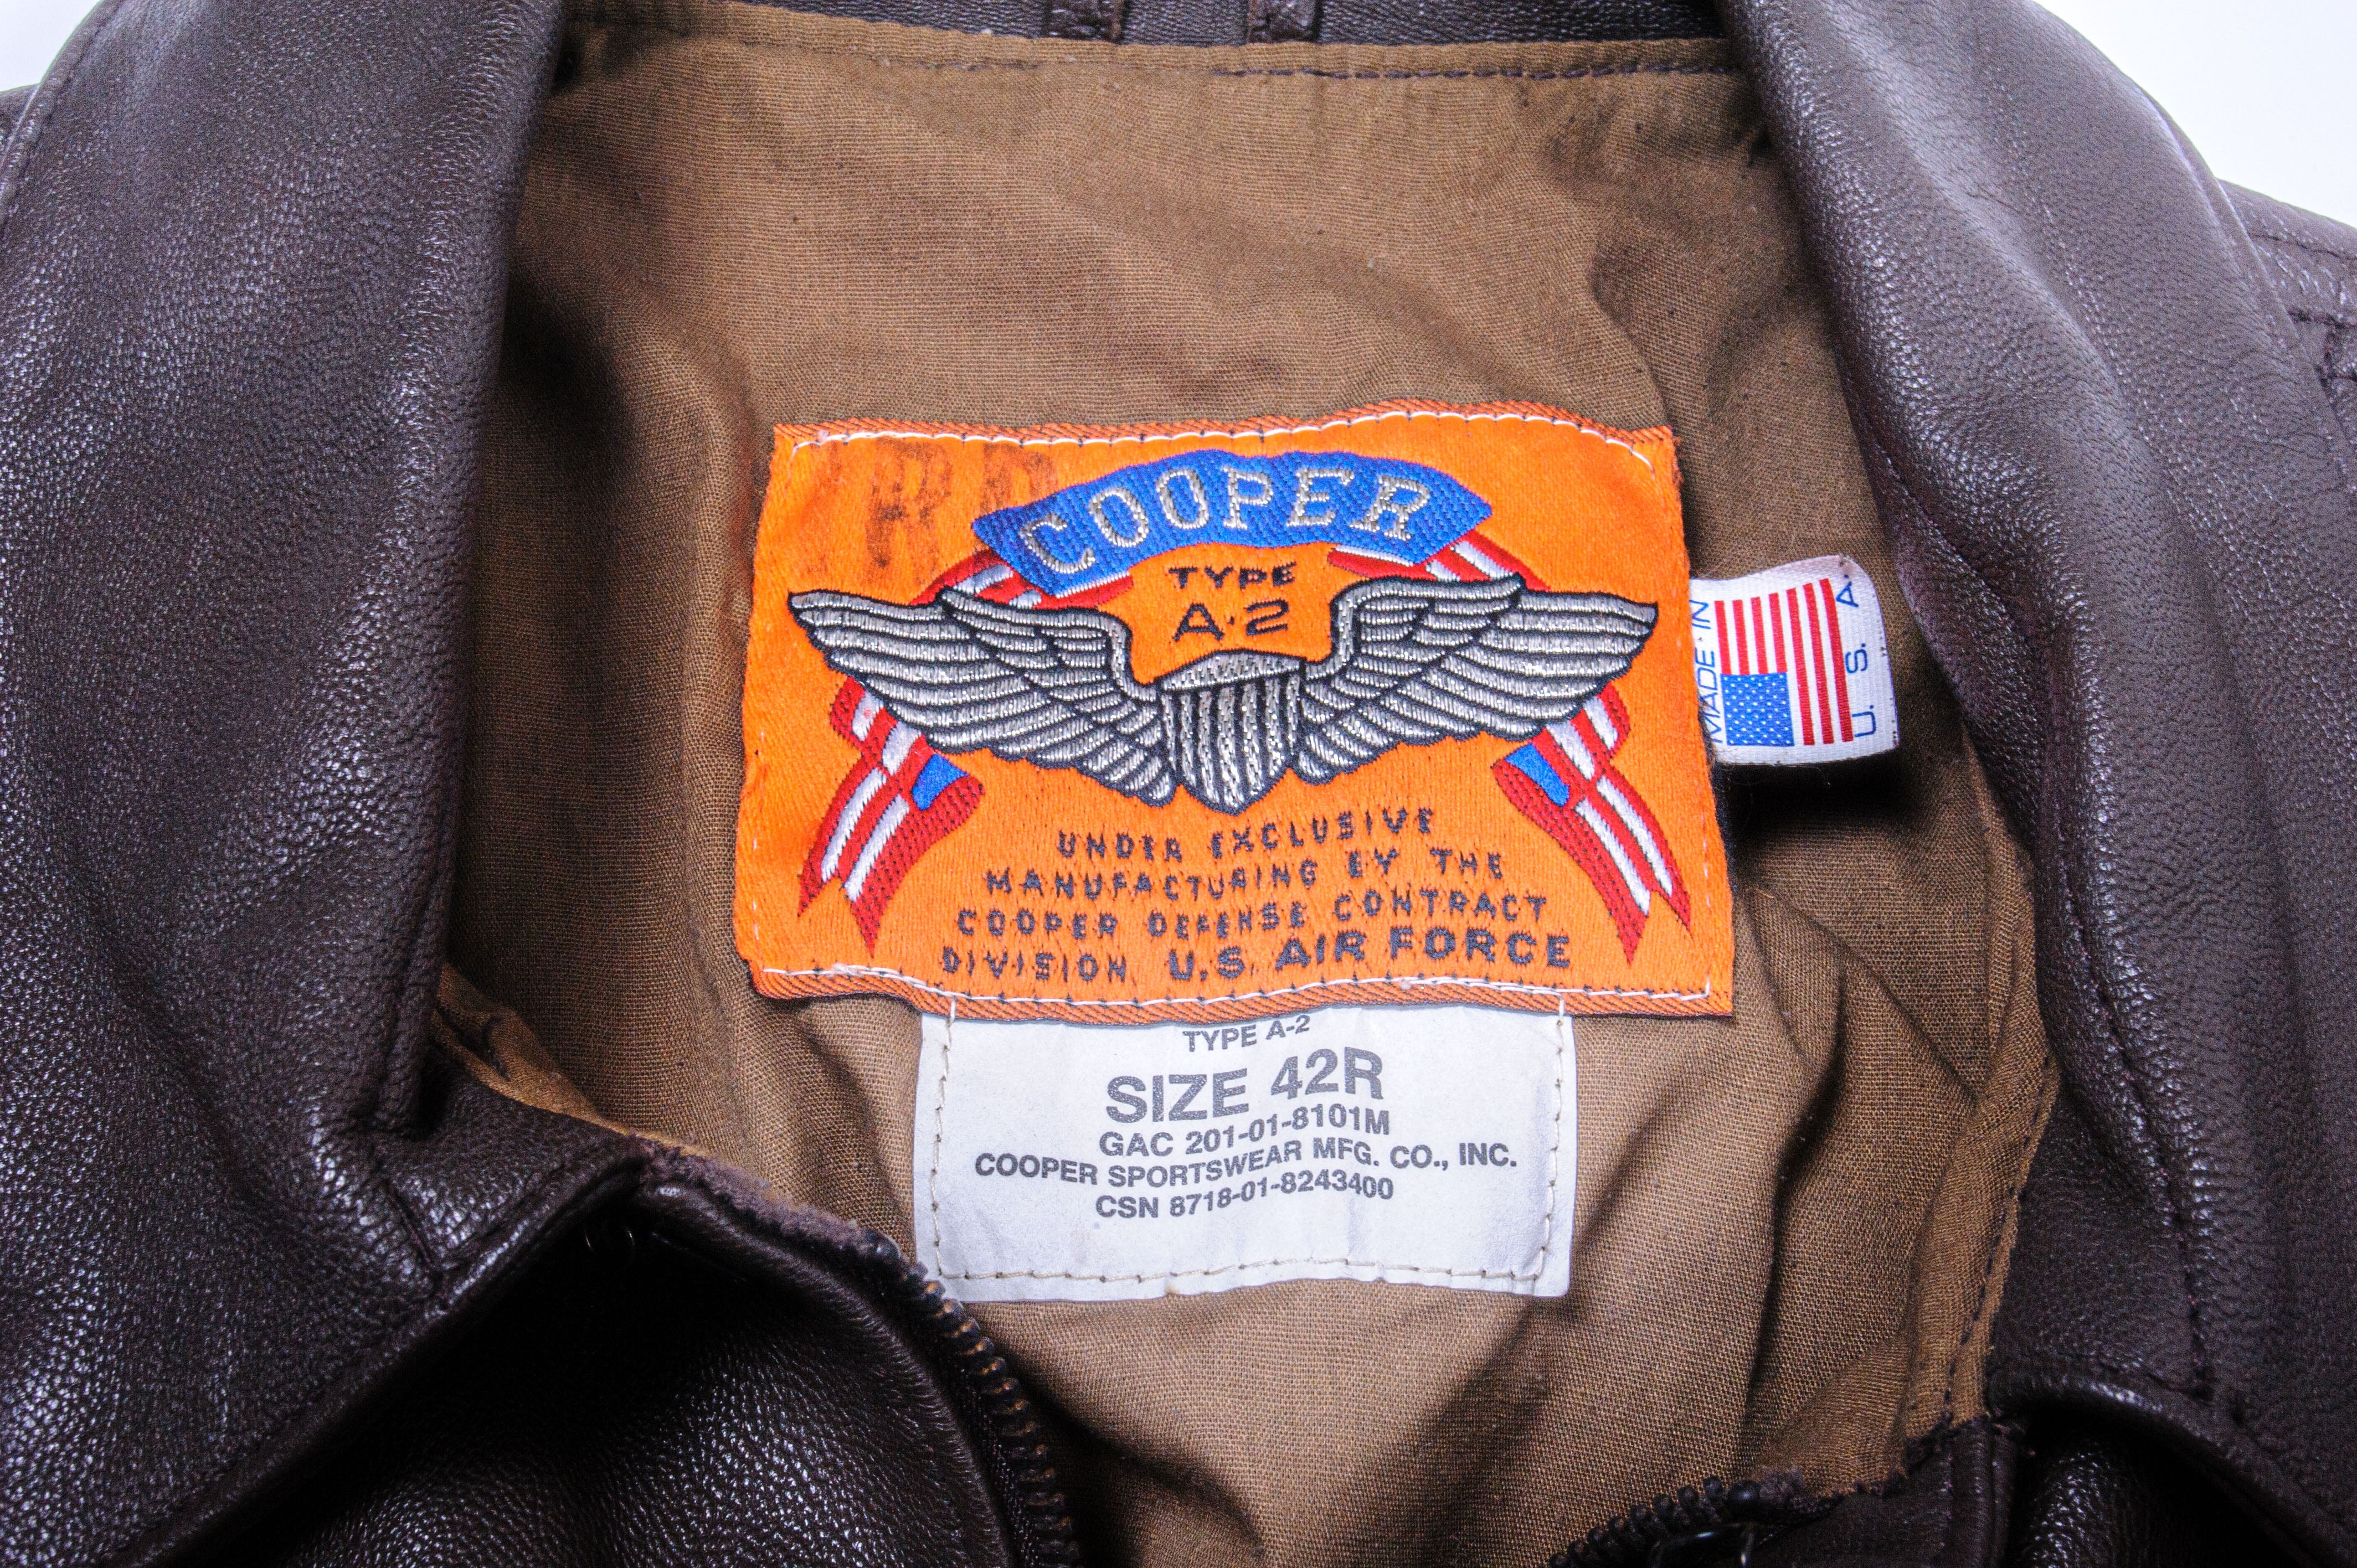 COOPER
TYPE
A-2
UNDER EXCLUSIVE
MANUFACTURING BY THE
COOPER DEFENSE CONTRACT
DIVISION U.S. AIR FORCE
MADE IN
U. S. A.
TYPE A-2
SIZE 42R
GAC 201-01-8101M
COOPER SPORTSWEAR MFG. CO., INC.
CSN 8718-01-8243400